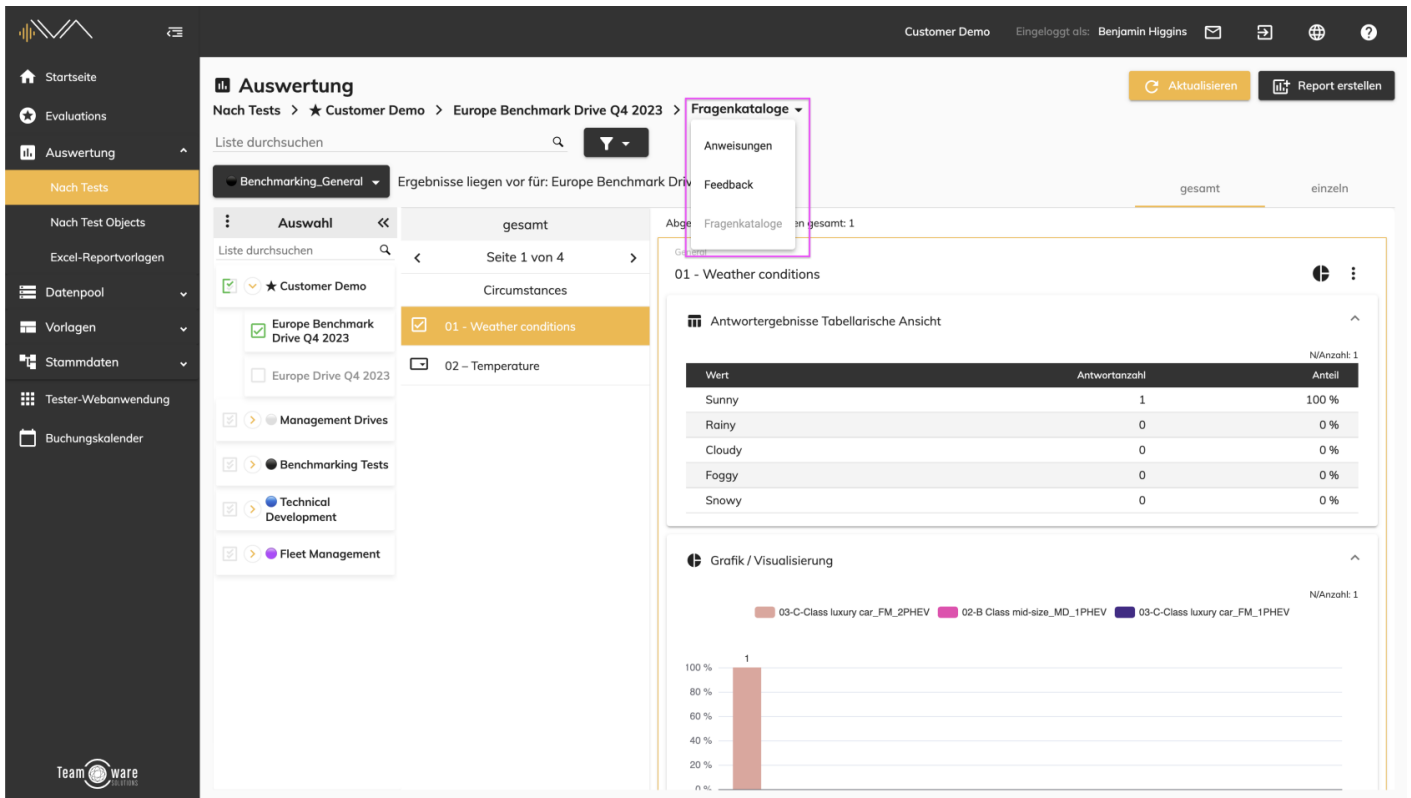 Customer Demo Eingeloggt als: Benjamin Higgins
Startseite
Evaluations
Auswertung
Nach Tests
Nach Test Objects
Excel-Reportvorlagen
Datenpool
Vorlagen
Stammdaten
Tester-Webanwendung
Buchungskalender
Team ware
SOLUTIONS
Auswertung
Aktualisieren
Report erstellen
Nach Tests > ★ Customer Demo > Europe Benchmark Drive Q4 2023 > Fragenkataloge
Anweisungen
Feedback
Fragenkataloge
Liste durchsuchen
Benchmarking_General
Ergebnisse liegen vor für: Europe Benchmark Driv
gesamt
einzeln
Auswahl
Liste durchsuchen
★ Customer Demo
Europe Benchmark
Drive Q4 2023
Europe Drive Q4 2023
Management Drives
Benchmarking Tests
Technical
Development
Fleet Management
gesamt
Seite 1 von 4
Circumstances
01 - Weather conditions
02 – Temperature
Abge en gesamt: 1
General
01 - Weather conditions
Antwortergebnisse Tabellarische Ansicht
N/Anzahl: 1
Wert Antwortanzahl Anteil
Sunny 1 100 %
Rainy 0 0 %
Cloudy 0 0 %
Foggy 0 0 %
Snowy 0 0 %
Grafik / Visualisierung
N/Anzahl: 1
03-C-Class luxury car_FM_2PHEV 02-B Class mid-size_MD_1PHEV 03-C-Class luxury car_FM_1PHEV
1
100 %
80 %
60 %
40 %
20 %
0 %